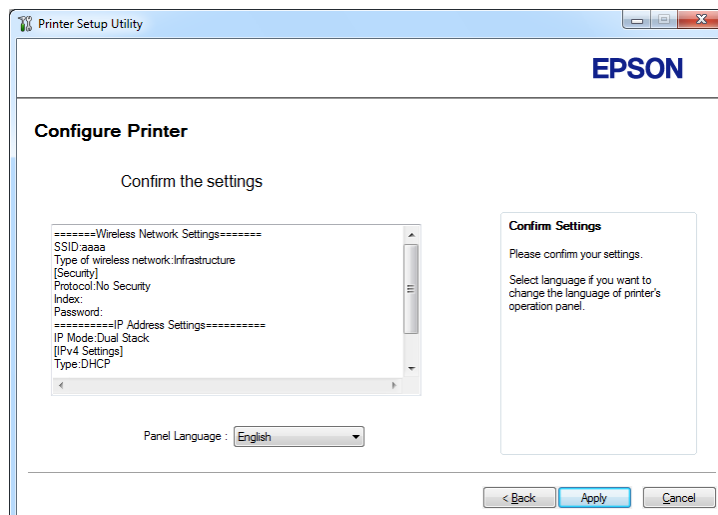 Printer Setup Utility
EPSON
Configure Printer
Confirm the settings
=======Wireless Network Settings=======
SSID:aaaa
Type of wireless network:Infrastructure
[Security]
Protocol:No Security
Index:
Password:
==========IP Address Settings==========
IP Mode:Dual Stack
[IPv4 Settings]
Type:DHCP
Confirm Settings
Please confirm your settings.
Select language if you want to
change the language of printer's
operation panel.
Panel Language : English
< Back
Apply
Cancel